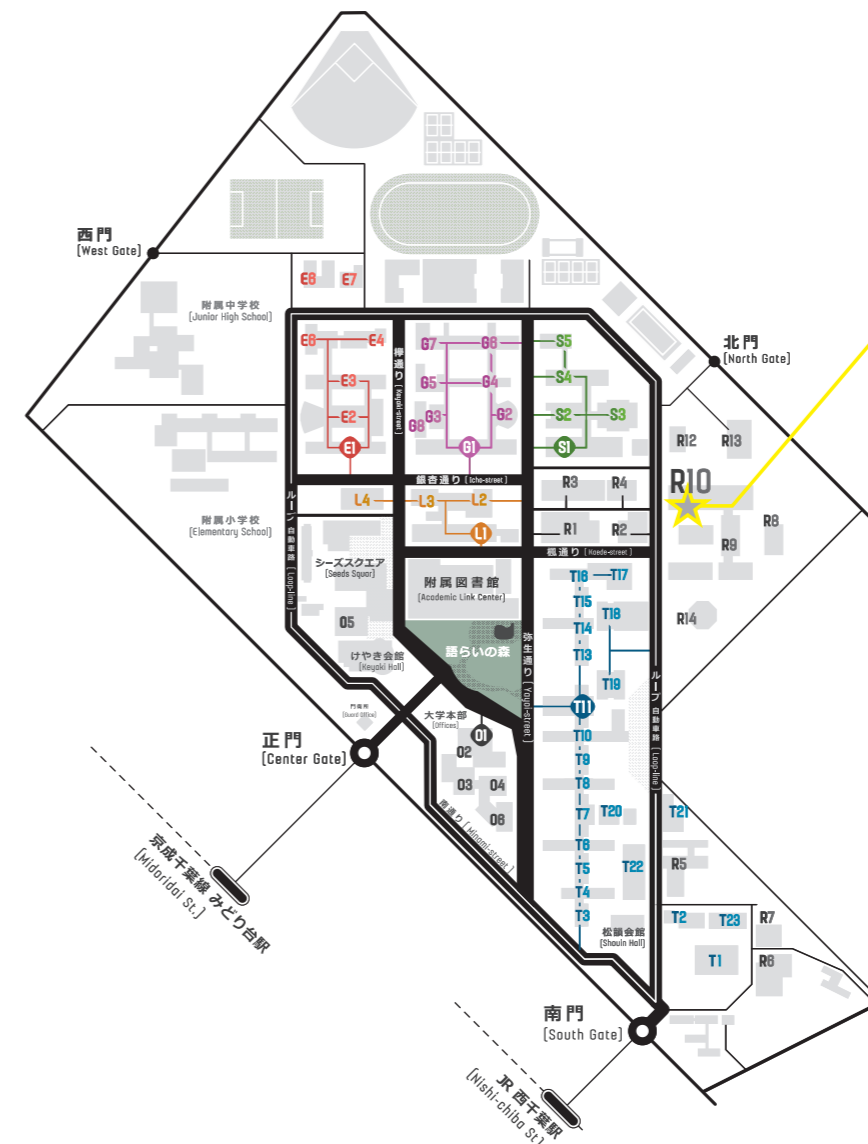 西門
[West Gate]
E6
E7
附属中学校
[Junior High School]
北門
[North Gate]
E8
E4
E3
E2
E1
欅通り [Keyaki-street]
G7
G6
G5
G4
G3
G2
G8
G1
S5
S4
S2
S3
S1
R12
R13
R10
銀杏通り [Icho-street]
L4
L3
L2
L1
R3
R4
R1
R2
R8
R9
附属小学校
[Elementary School]
ループ 自動車路 [Loop-line]
シーズスクエア
[Seeds Squar]
楓通り [Kaede-street]
附属図書館
[Academic Link Center]
T16
T17
T15
T18
T14
T13
T19
R14
O5
けやき会館
[Keyaki Hall]
語らいの森
弥生通り [Yayoi-street]
ループ 自動車路 [Loop-line]
門衛所
[Guard Office]
大学本部
[Offices]
O1
T11
正門
[Center Gate]
O2
O3
O4
O6
南通り [Minami-street]
T10
T9
T8
T7
T20
T21
T6
T5
T22
R5
T4
T3
T2
T23
R7
松韻会館
[Shouin Hall]
T1
R6
京成千葉線 みどり台駅
[Midoridai St.]
南門
[South Gate]
JR 西千葉駅
[Nishi-chiba St]